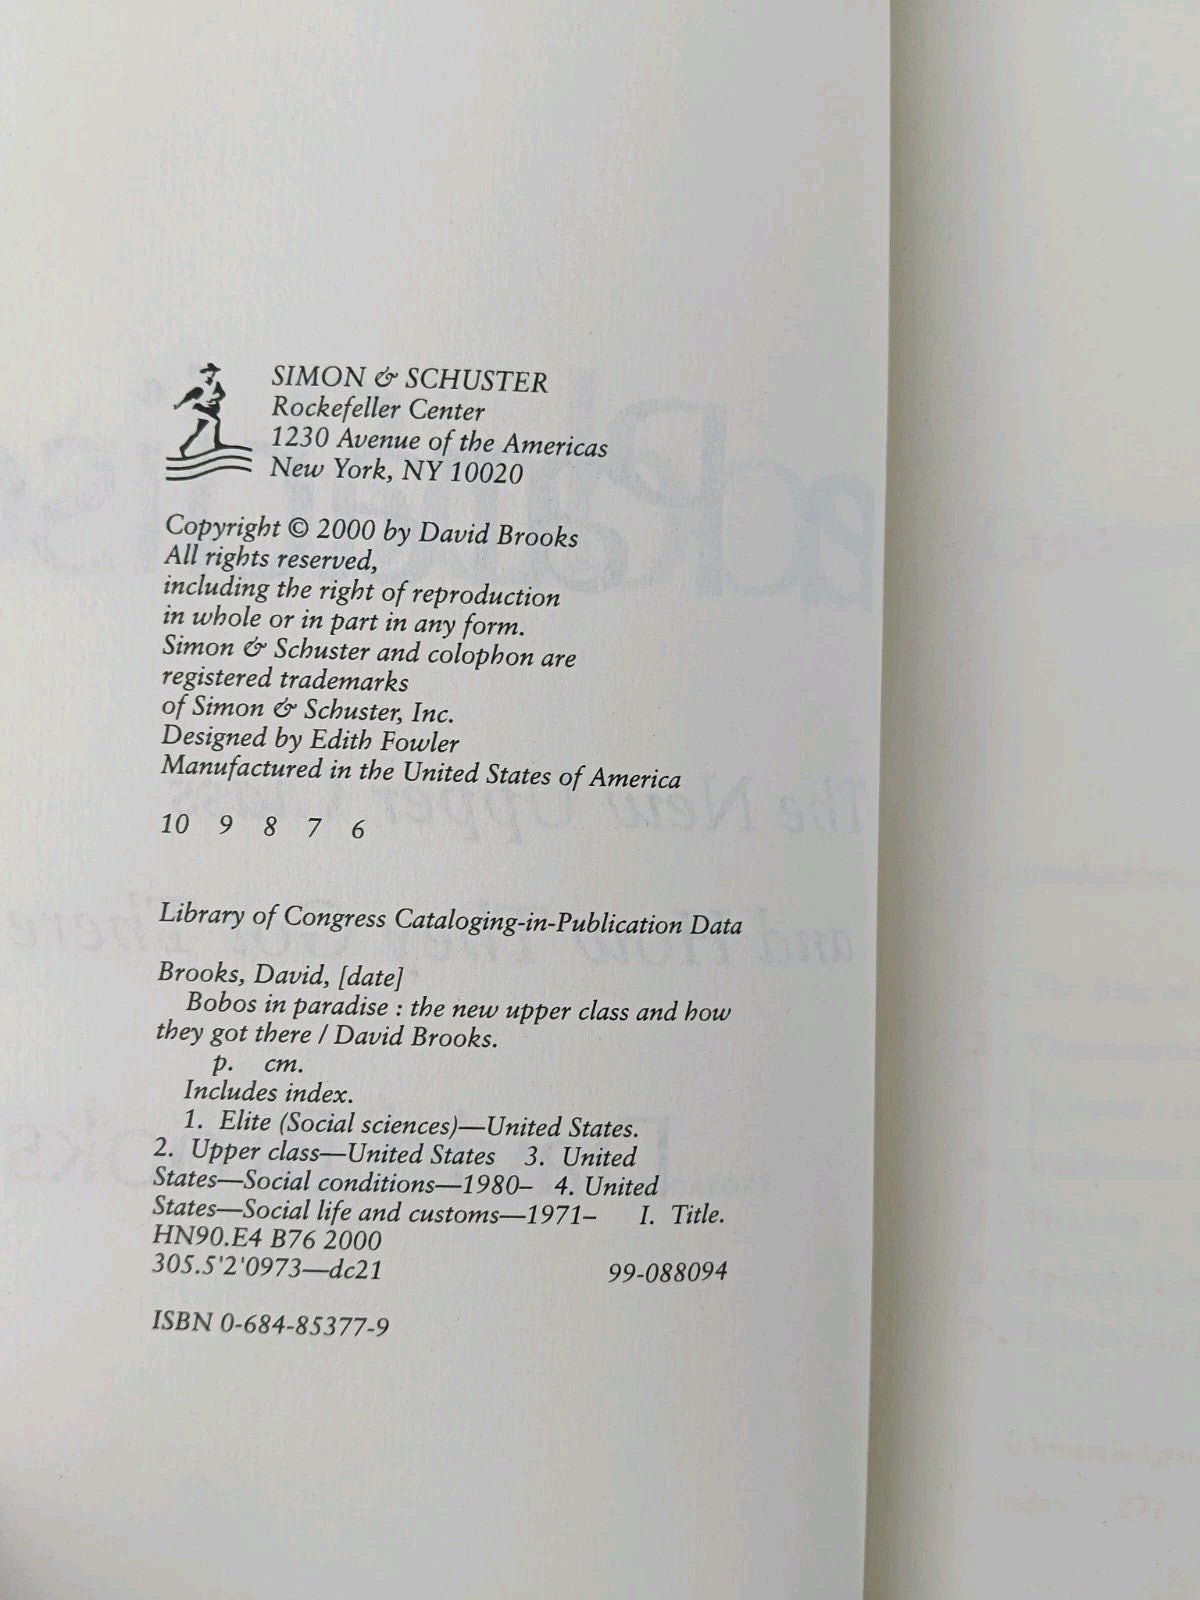 SIMON & SCHUSTER
Rockefeller Center
1230 Avenue of the Americas
New York, NY 10020
Copyright © 2000 by David Brooks
All rights reserved,
including the right of reproduction
in whole or in part in any form.
Simon & Schuster and colophon are
registered trademarks
of Simon & Schuster, Inc.
Designed by Edith Fowler
Manufactured in the United States of America
10 9 8 7 6
Library of Congress Cataloging-in-Publication Data
Brooks, David, [date]
Bobos in paradise : the new upper class and how
they got there / David Brooks.
p. cm.
Includes index.
1. Elite (Social sciences)—United States.
2. Upper class—United States 3. United
States—Social conditions—1980– 4. United
States—Social life and customs—1971– I. Title.
HN90.E4 B76 2000
305.5'2'0973—dc21 99-088094
ISBN 0-684-85377-9